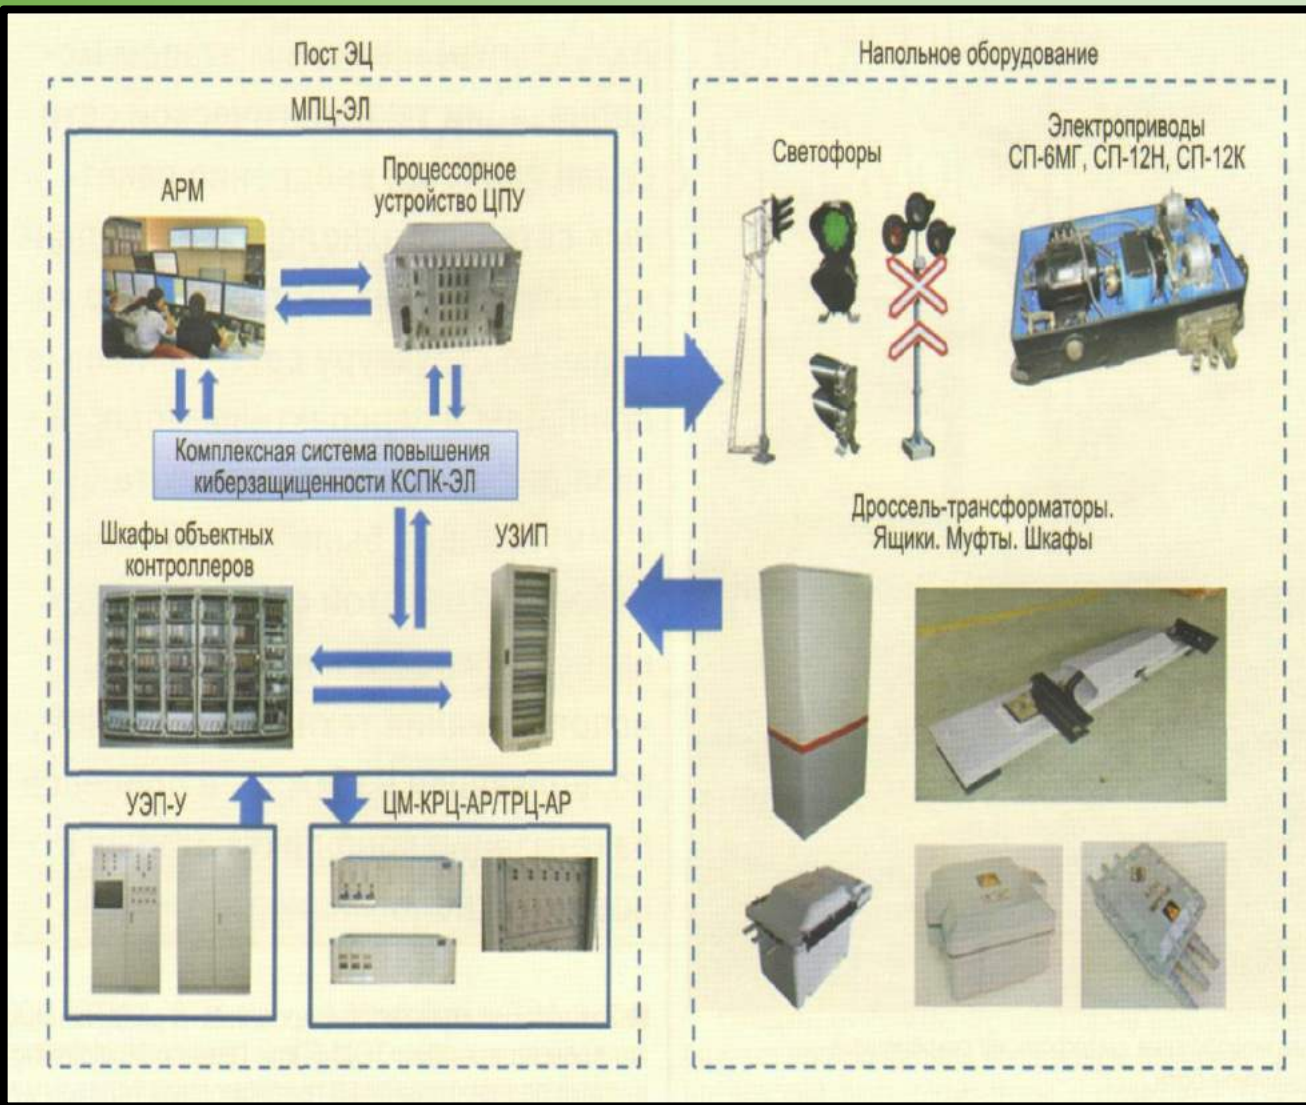 Пост ЭЦ
МПЦ-ЭЛ
АРМ
Процессорное
устройство ЦПУ
Комплексная система повышения
киберзащищенности КСПК-ЭЛ
Шкафы объектных
контроллеров
УЗИП
УЭП-У
ЦМ-КРЦ-АР/ТРЦ-АР
Напольное оборудование
Светофоры
Электроприводы
СП-6МГ, СП-12Н, СП-12К
Дроссель-трансформаторы.
Ящики. Муфты. Шкафы